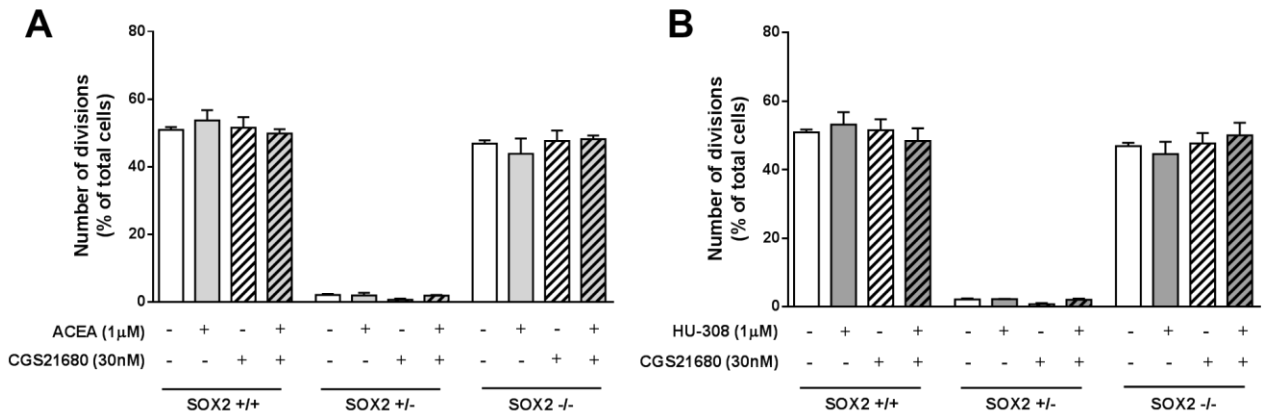 A
Number of divisions
(% of total cells)
80
60
40
20
0
ACEA (1μM) - + - + - + - + - + - +
CGS21680 (30nM) - - + + - - + + - - + +
SOX2 +/+ SOX2 +/- SOX2 -/-
B
Number of divisions
(% of total cells)
80
60
40
20
0
HU-308 (1μM) - + - + - + - + - + - +
CGS21680 (30nM) - - + + - - + + - - + +
SOX2 +/+ SOX2 +/- SOX2 -/-